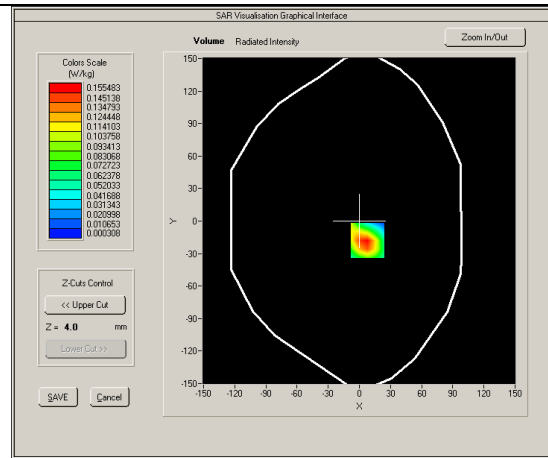 SAR Visualisation Graphical Interface
Volume Radiated Intensity
Zoom In/Out
Colors Scale
(W/kg)
0.155483
0.145138
0.134793
0.124448
0.114103
0.103758
0.093413
0.083068
0.072723
0.062378
0.052033
0.041688
0.031343
0.020998
0.010653
0.000308
Z-Cuts Control
<< Upper Cut
Z = 4.0 mm
Lower Cut >>
SAVE Cancel
150
120
90
60
30
0
-30
-60
-90
-120
-150
Y
-150 -120 -90 -60 -30 0 30 60 90 120 150
X